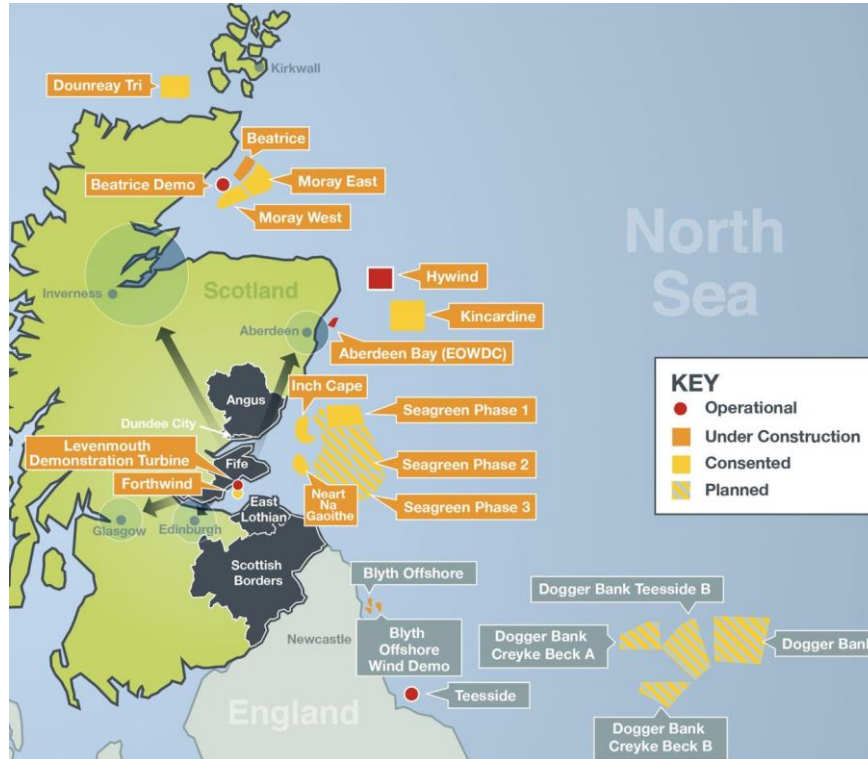 Kirkwall
Dounreay Tri
Beatrice
Beatrice Demo
Moray East
Moray West
North
Sea
Hywind
Inverness
Scotland
Kincardine
Aberdeen
Aberdeen Bay (EOWDC)
Inch Cape
Angus
Seagreen Phase 1
Dundee City
Levenmouth
Demonstration Turbine
Fife
Seagreen Phase 2
Forthwind
Neart
Na
Gaoithe
Seagreen Phase 3
East
Lothian
Glasgow
Edinburgh
Scottish
Borders
KEY
Operational
Under Construction
Consented
Planned
Blyth Offshore
Dogger Bank Teesside B
Newcastle
Blyth
Offshore
Wind Demo
Dogger Bank
Creyke Beck A
Dogger Bank
Teesside
England
Dogger Bank
Creyke Beck B